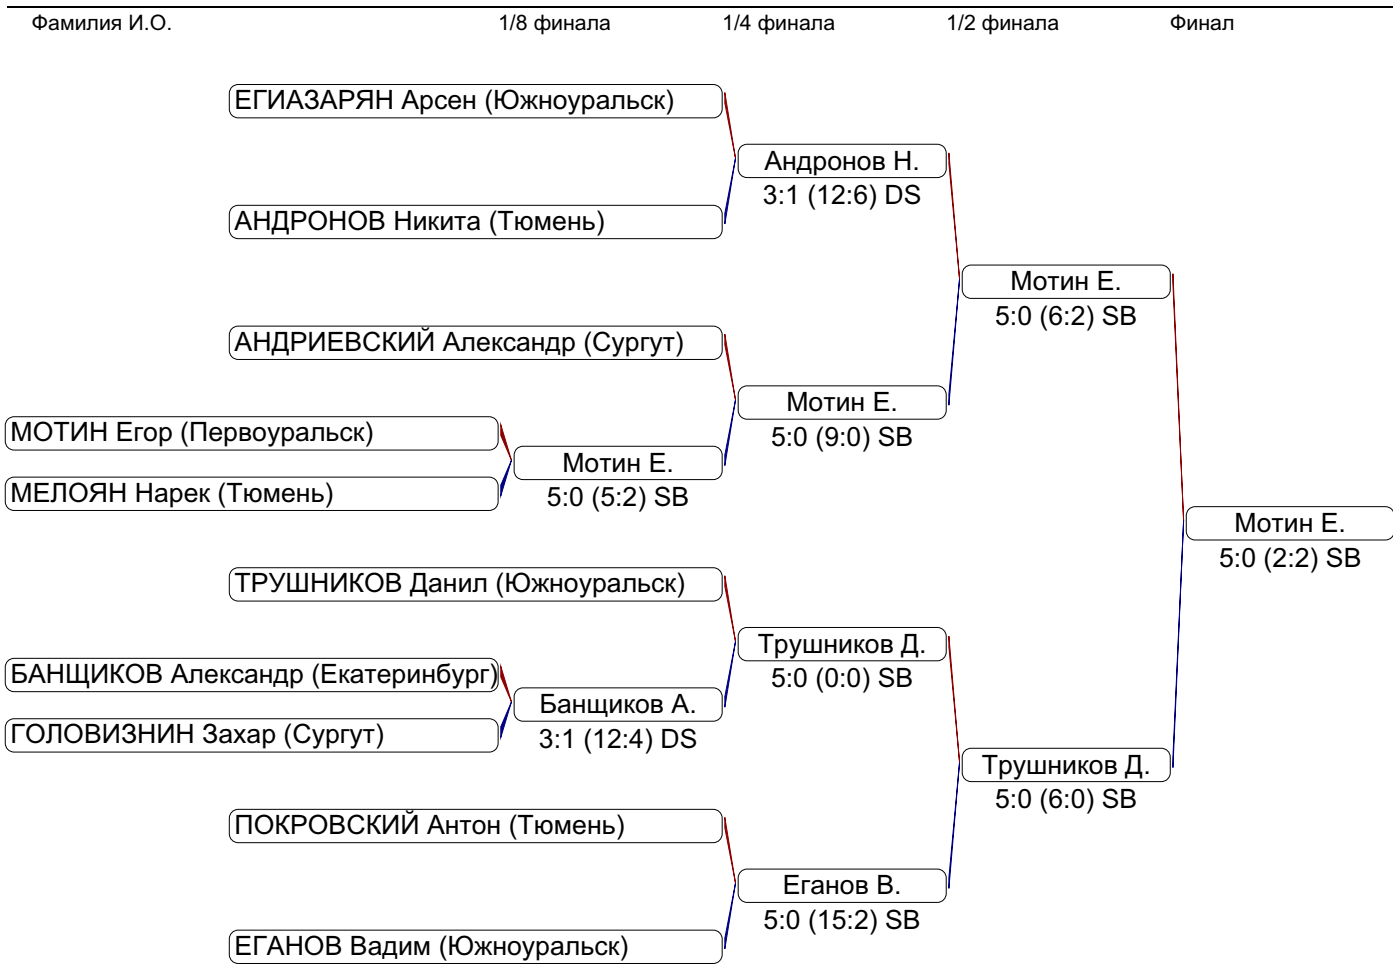 Фамилия И.О. 1/8 финала 1/4 финала 1/2 финала Финал
ЕГИАЗАРЯН Арсен (Южноуральск)
Андронов Н.
3:1 (12:6) DS
АНДРОНОВ Никита (Тюмень)
Мотин Е.
5:0 (6:2) SB
АНДРИЕВСКИЙ Александр (Сургут)
Мотин Е.
5:0 (9:0) SB
МОТИН Егор (Первоуральск)
Мотин Е.
5:0 (5:2) SB
МЕЛОЯН Нарек (Тюмень)
Мотин Е.
5:0 (2:2) SB
ТРУШНИКОВ Данил (Южноуральск)
Трушников Д.
5:0 (0:0) SB
БАНЩИКОВ Александр (Екатеринбург)
Банщиков А.
3:1 (12:4) DS
ГОЛОВИЗНИН Захар (Сургут)
Трушников Д.
5:0 (6:0) SB
ПОКРОВСКИЙ Антон (Тюмень)
Еганов В.
5:0 (15:2) SB
ЕГАНОВ Вадим (Южноуральск)